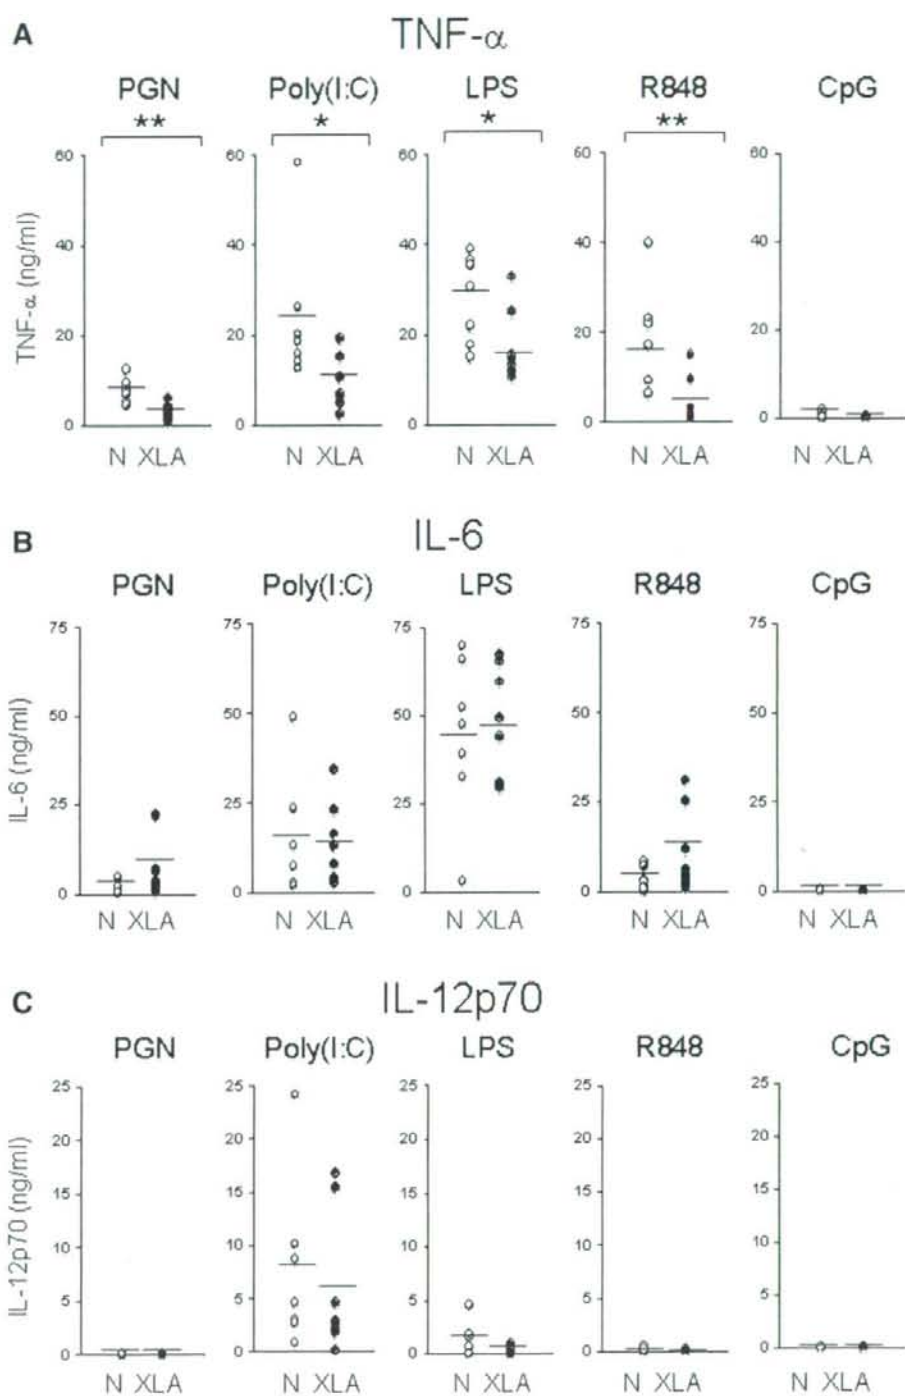 A
TNF-α
PGN Poly(I:C) LPS R848 CpG
** * * **
TNF-α (ng/ml)
60 60 60 60 60
40 40 40 40 40
20 20 20 20 20
0 0 0 0 0
N XLA N XLA N XLA N XLA N XLA
B
IL-6
PGN Poly(I:C) LPS R848 CpG
IL-6 (ng/ml)
75 75 75 75 75
50 50 50 50 50
25 25 25 25 25
0 0 0 0 0
N XLA N XLA N XLA N XLA N XLA
C
IL-12p70
PGN Poly(I:C) LPS R848 CpG
IL-12p70 (ng/ml)
25 25 25 25 25
20 20 20 20 20
15 15 15 15 15
10 10 10 10 10
5 5 5 5 5
0 0 0 0 0
N XLA N XLA N XLA N XLA N XLA